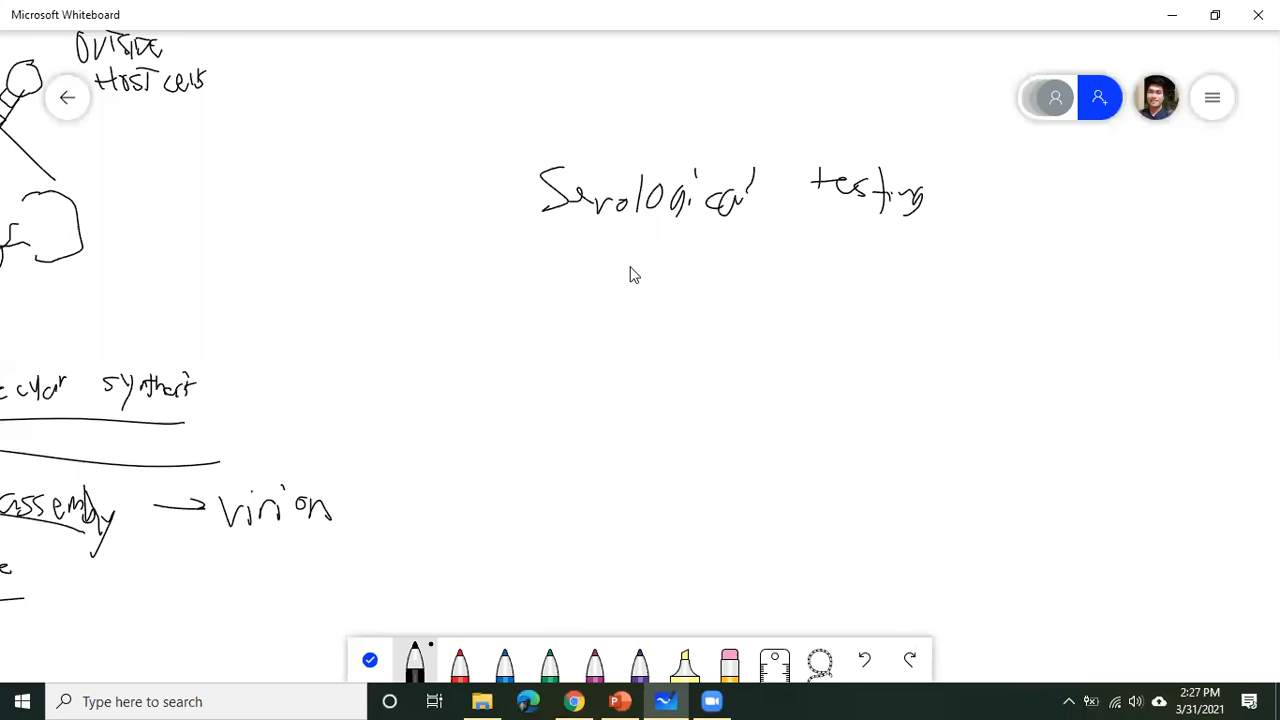 Microsoft Whiteboard
OUTSIDE
HOST cells
Serological testing
synthesis
assembly → virion
Type here to search
2:27 PM
3/31/2021